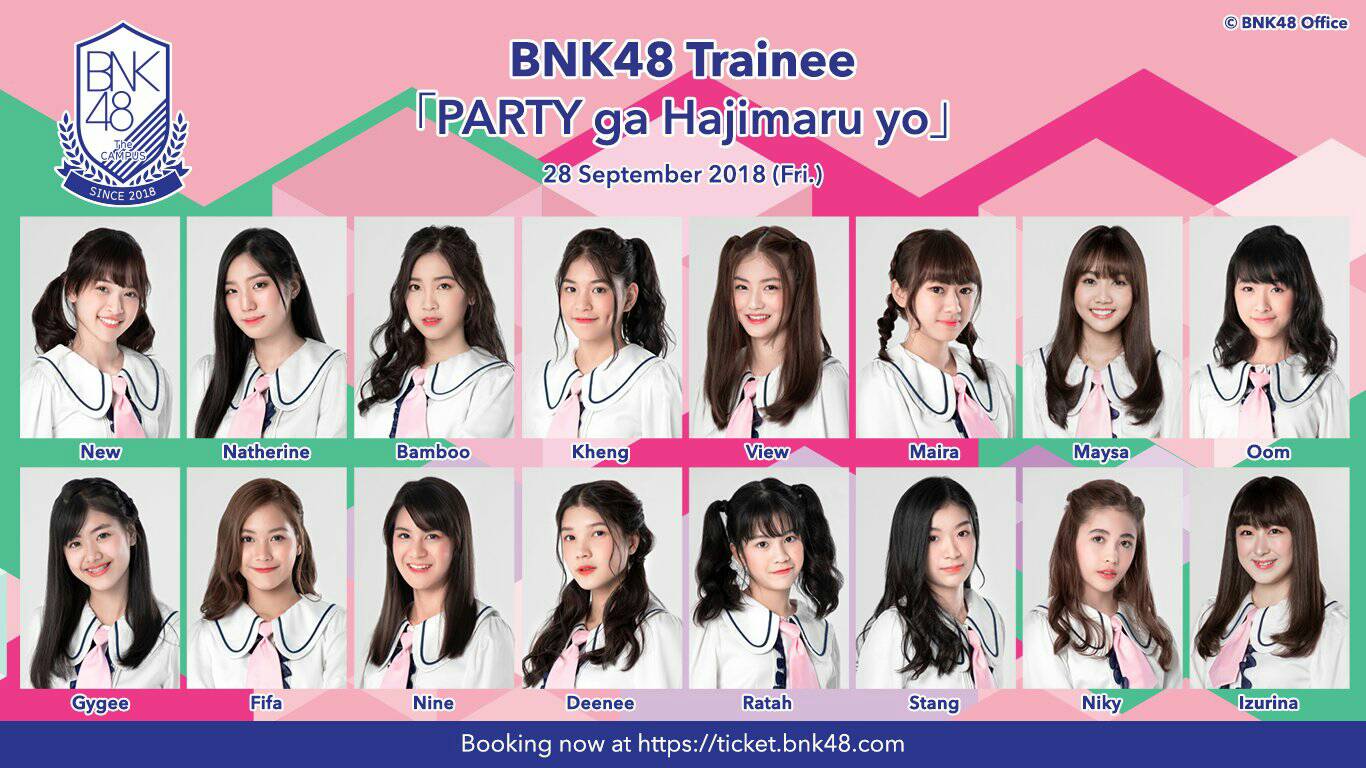 © BNK48 Office
BNK
48
The
CAMPUS
SINCE 2018
BNK48 Trainee
「PARTY ga Hajimaru yo」
28 September 2018 (Fri.)
New Natherine Bamboo Kheng View Maira Maysa Oom
Gygee Fifa Nine Deenee Ratah Stang Niky Izurina
Booking now at https://ticket.bnk48.com